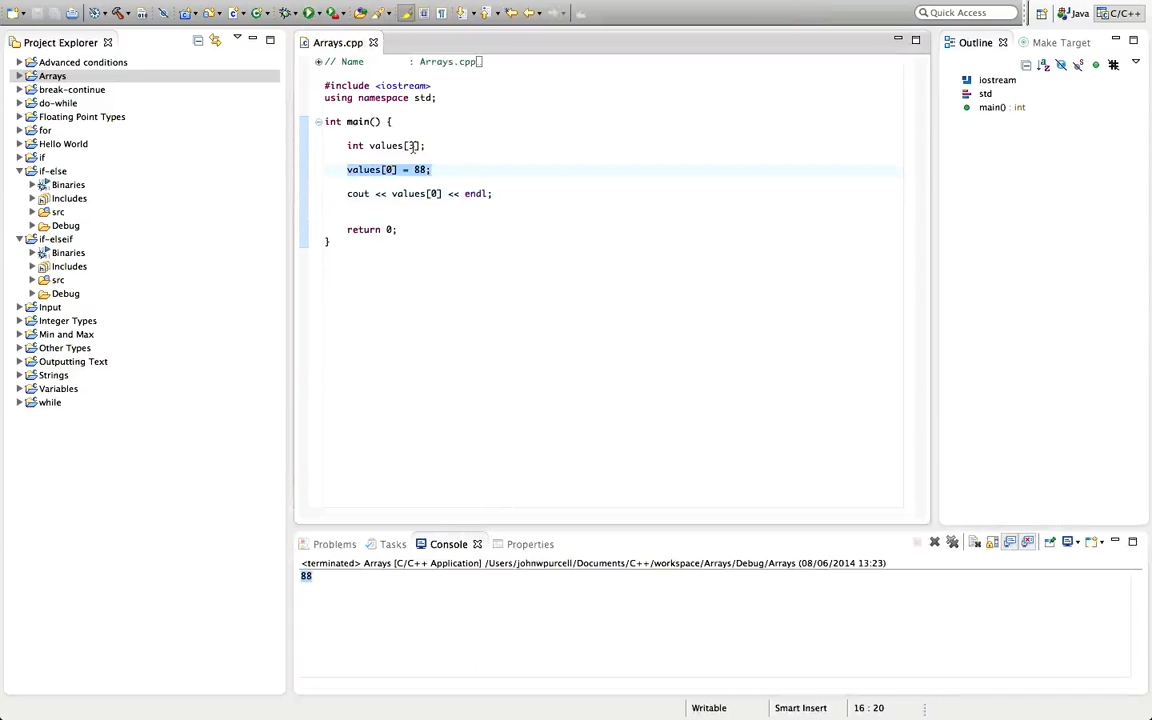 Quick Access
Java
C/C++
Project Explorer
Advanced conditions
Arrays
break-continue
do-while
Floating Point Types
for
Hello World
if
if-else
Binaries
Includes
src
Debug
if-elseif
Binaries
Includes
src
Debug
Input
Integer Types
Min and Max
Other Types
Outputting Text
Strings
Variables
while
Arrays.cpp
// Name : Arrays.cpp
#include <iostream>
using namespace std;
int main() {
int values[3];
values[0] = 88;
cout << values[0] << endl;
return 0;
}
Outline
Make Target
iostream
std
main() : int
Problems
Tasks
Console
Properties
<terminated> Arrays [C/C++ Application] /Users/johnwpurcell/Documents/C++/workspace/Arrays/Debug/Arrays (08/06/2014 13:23)
88
Writable
Smart Insert
16 : 20